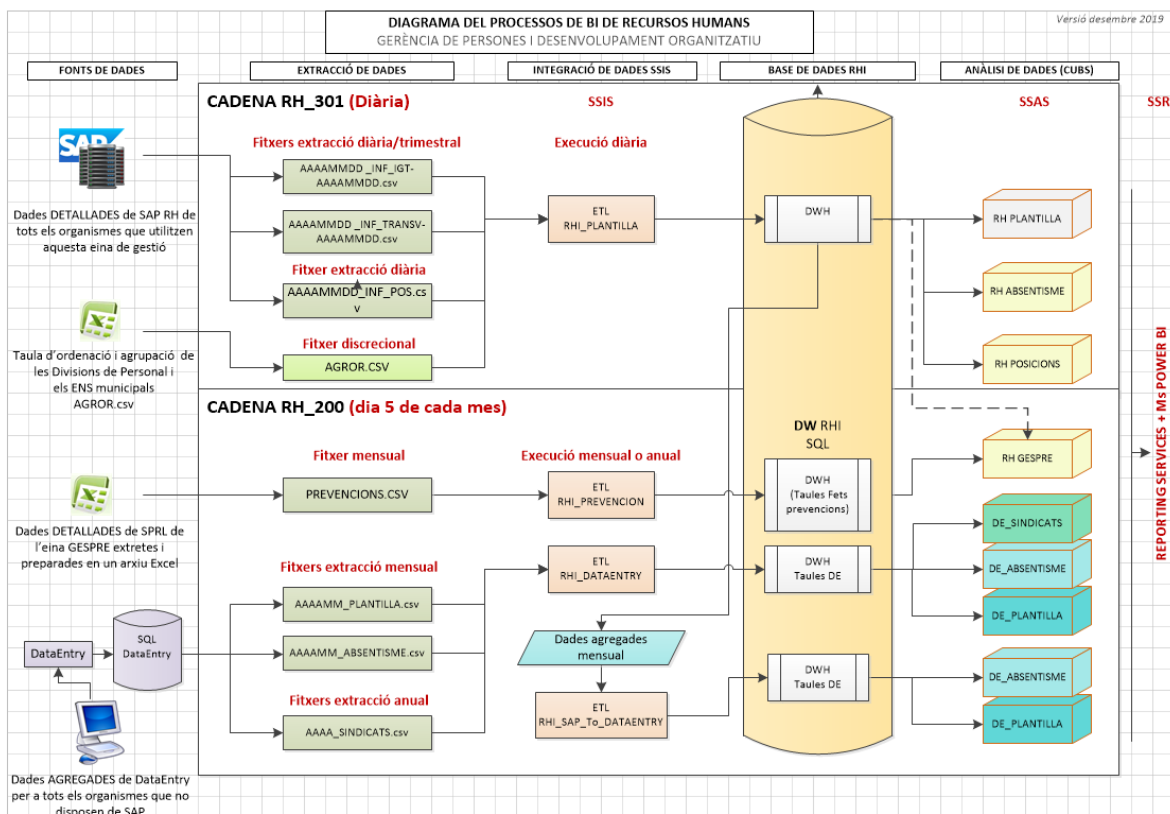 DIAGRAMA DEL PROCESSOS DE BI DE RECURSOS HUMANS
GERÈNCIA DE PERSONES I DESENVOLUPAMENT ORGANITZATIU
Versió desembre 2019
FONTS DE DADES
EXTRACCIÓ DE DADES
INTEGRACIÓ DE DADES SSIS
BASE DE DADES RHI
ANÀLISI DE DADES (CUBS)
CADENA RH_301 (Diària)
SSIS
SSAS
SSR
SAP
Dades DETALLADES de SAP RH de
tots els organismes que utilitzen
aquesta eina de gestió
Fitxers extracció diària/trimestral
AAAAMMDD _INF_IGT-
AAAAMMDD.csv
AAAAMMDD _INF_TRANSV-
AAAAMMDD.csv
Fitxer extracció diària
AAAAMMDD_INF_POS.cs
v
Fitxer discrecional
AGROR.CSV
Execució diària
ETL
RHI_PLANTILLA
DWH
RH PLANTILLA
RH ABSENTISME
RH POSICIONS
Taula d'ordenació i agrupació de
les Divisions de Personal i
els ENS municipals
AGROR.csv
CADENA RH_200 (dia 5 de cada mes)
DW RHI
SQL
Fitxer mensual
PREVENCIONS.CSV
Execució mensual o anual
ETL
RHI_PREVENCION
DWH
(Taules Fets
prevencions)
RH GESPRE
Dades DETALLADES de SPRL de
l'eina GESPRE extretes i
preparades en un arxiu Excel
Fitxers extracció mensual
AAAAMM_PLANTILLA.csv
AAAAMM_ABSENTISME.csv
Fitxers extracció anual
AAAA_SINDICATS.csv
ETL
RHI_DATAENTRY
DWH
Taules DE
DE_SINDICATS
DE_ABSENTISME
DE_PLANTILLA
Dades agregades
mensual
ETL
RHI_SAP_To_DATAENTRY
DWH
Taules DE
DE_ABSENTISME
DE_PLANTILLA
DataEntry
SQL
DataEntry
Dades AGREGADES de DataEntry
per a tots els organismes que no
disposen de SAP
REPORTING SERVICES + Ms POWER BI